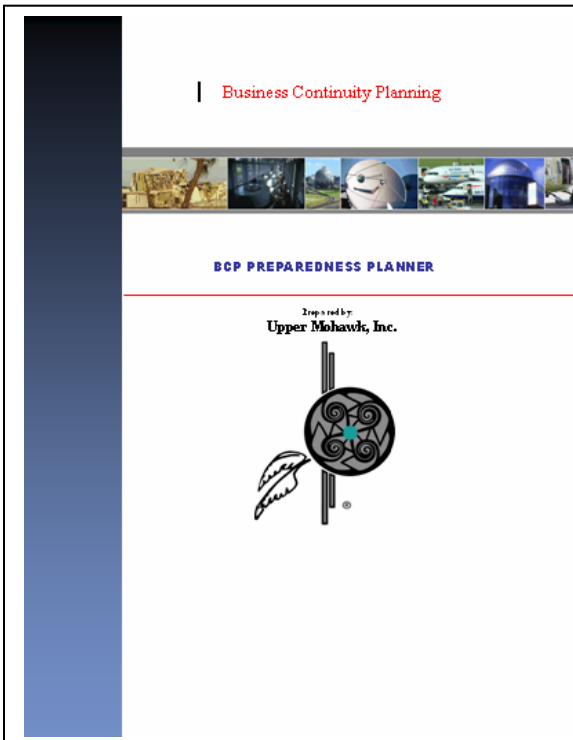 Business Continuity Planning
BCP PREPAREDNESS PLANNER
Prepared by:
Upper Mohawk, Inc.
®